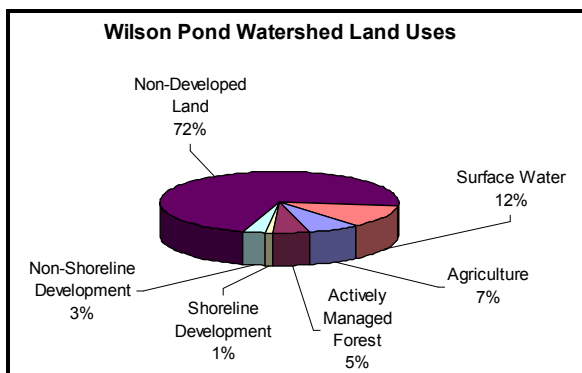 Wilson Pond Watershed Land Uses
Non-Developed
Land
72%
Surface Water
12%
Agriculture
7%
Actively
Managed
Forest
5%
Shoreline
Development
1%
Non-Shoreline
Development
3%